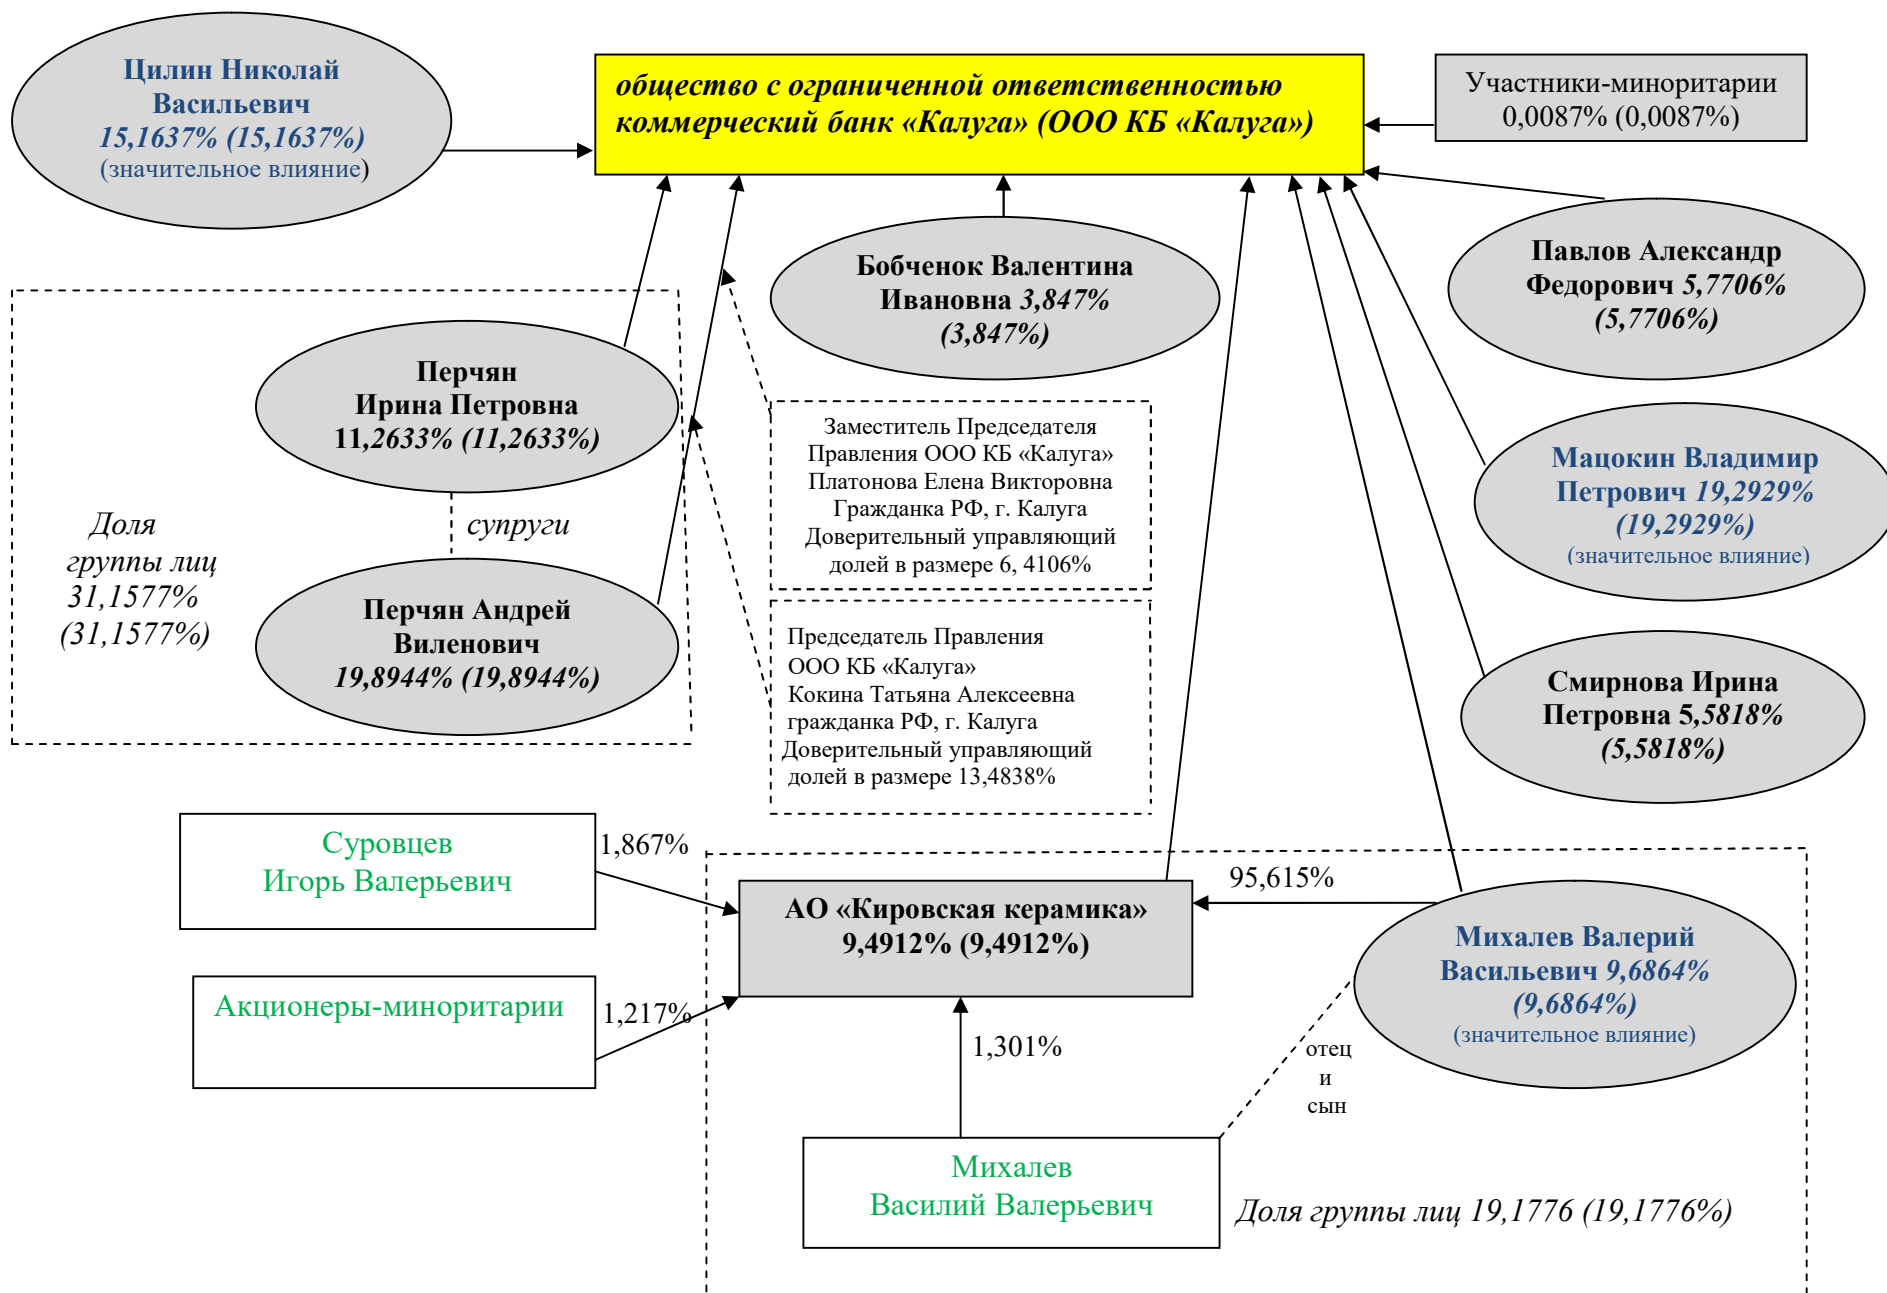 Цилин Николай
Васильевич
15,1637% (15,1637%)
(значительное влияние)
общество с ограниченной ответственностью
коммерческий банк «Калуга» (ООО КБ «Калуга»)
Участники-миноритарии
0,0087% (0,0087%)
Бобченок Валентина
Ивановна 3,847%
(3,847%)
Павлов Александр
Федорович 5,7706%
(5,7706%)
Перчян
Ирина Петровна
11,2633% (11,2633%)
Доля
группы лиц
31,1577%
(31,1577%)
супруги
Перчян Андрей
Виленович
19,8944% (19,8944%)
Заместитель Председателя
Правления ООО КБ «Калуга»
Платонова Елена Викторовна
Гражданка РФ, г. Калуга
Доверительный управляющий
долей в размере 6, 4106%
Председатель Правления
ООО КБ «Калуга»
Кокина Татьяна Алексеевна
гражданка РФ, г. Калуга
Доверительный управляющий
долей в размере 13,4838%
Мацокин Владимир
Петрович 19,2929%
(19,2929%)
(значительное влияние)
Смирнова Ирина
Петровна 5,5818%
(5,5818%)
Суровцев
Игорь Валерьевич
1,867%
АО «Кировская керамика»
9,4912% (9,4912%)
95,615%
Михалев Валерий
Васильевич 9,6864%
(9,6864%)
(значительное влияние)
Акционеры-миноритарии
1,217%
1,301%
отец
и
сын
Михалев
Василий Валерьевич
Доля группы лиц 19,1776 (19,1776%)